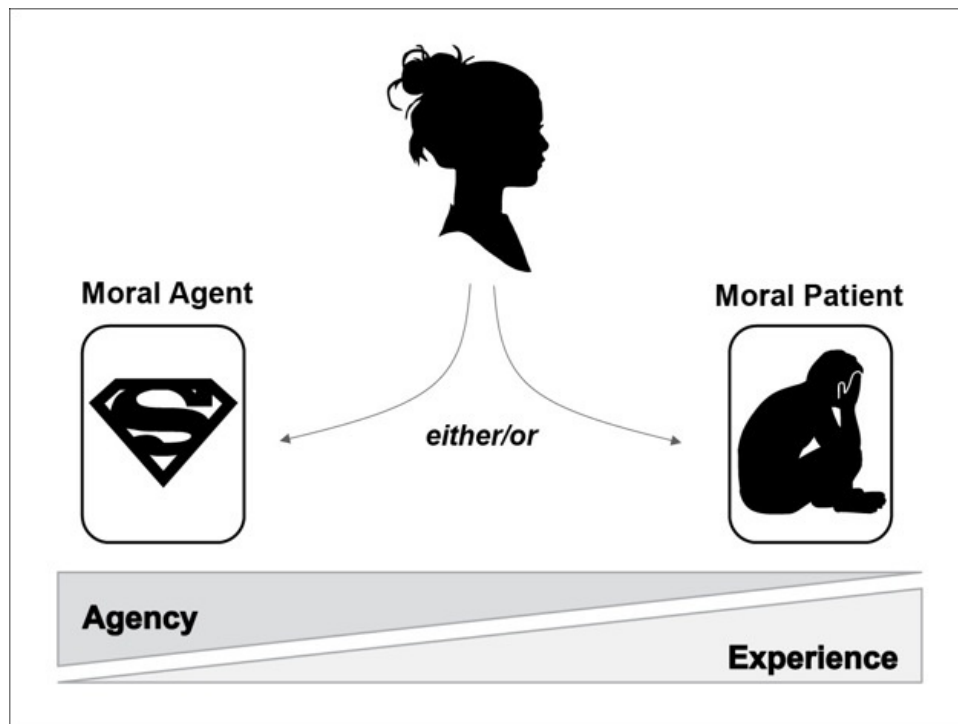 Moral Agent
Moral Patient
S
either/or
Agency
Experience